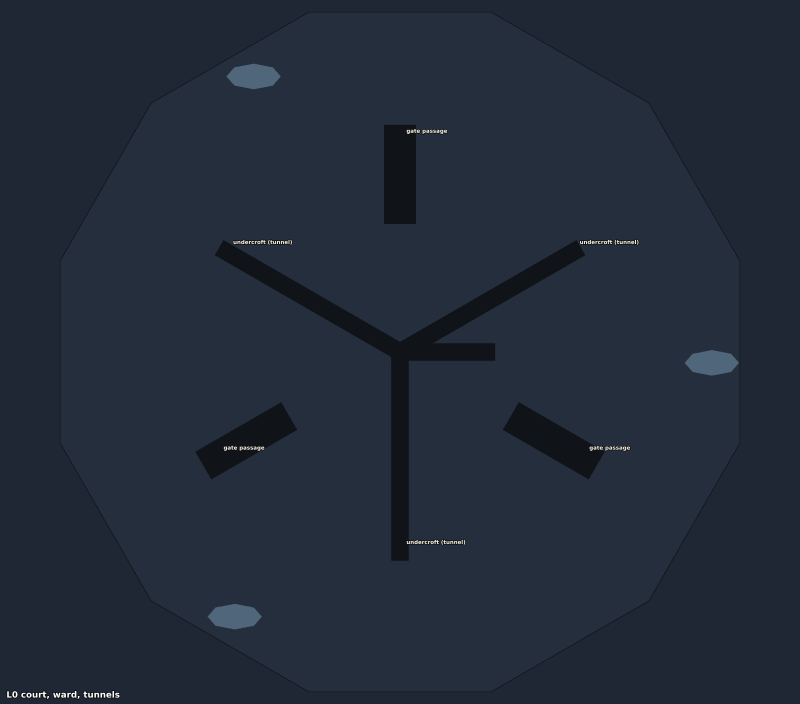 gate passage
undercroft (tunnel)
undercroft (tunnel)
gate passage
gate passage
undercroft (tunnel)
L0 court, ward, tunnels